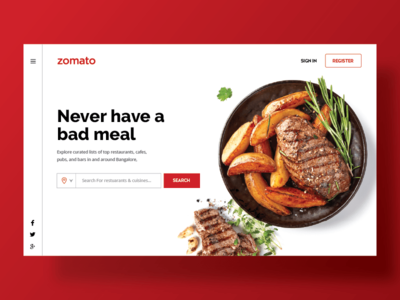 zomato
SIGN IN
REGISTER
Never have a
bad meal
Explore curated lists of top restaurants, cafes,
pubs, and bars in and around Bangalore,
Search For restaurants & cuisines...
SEARCH